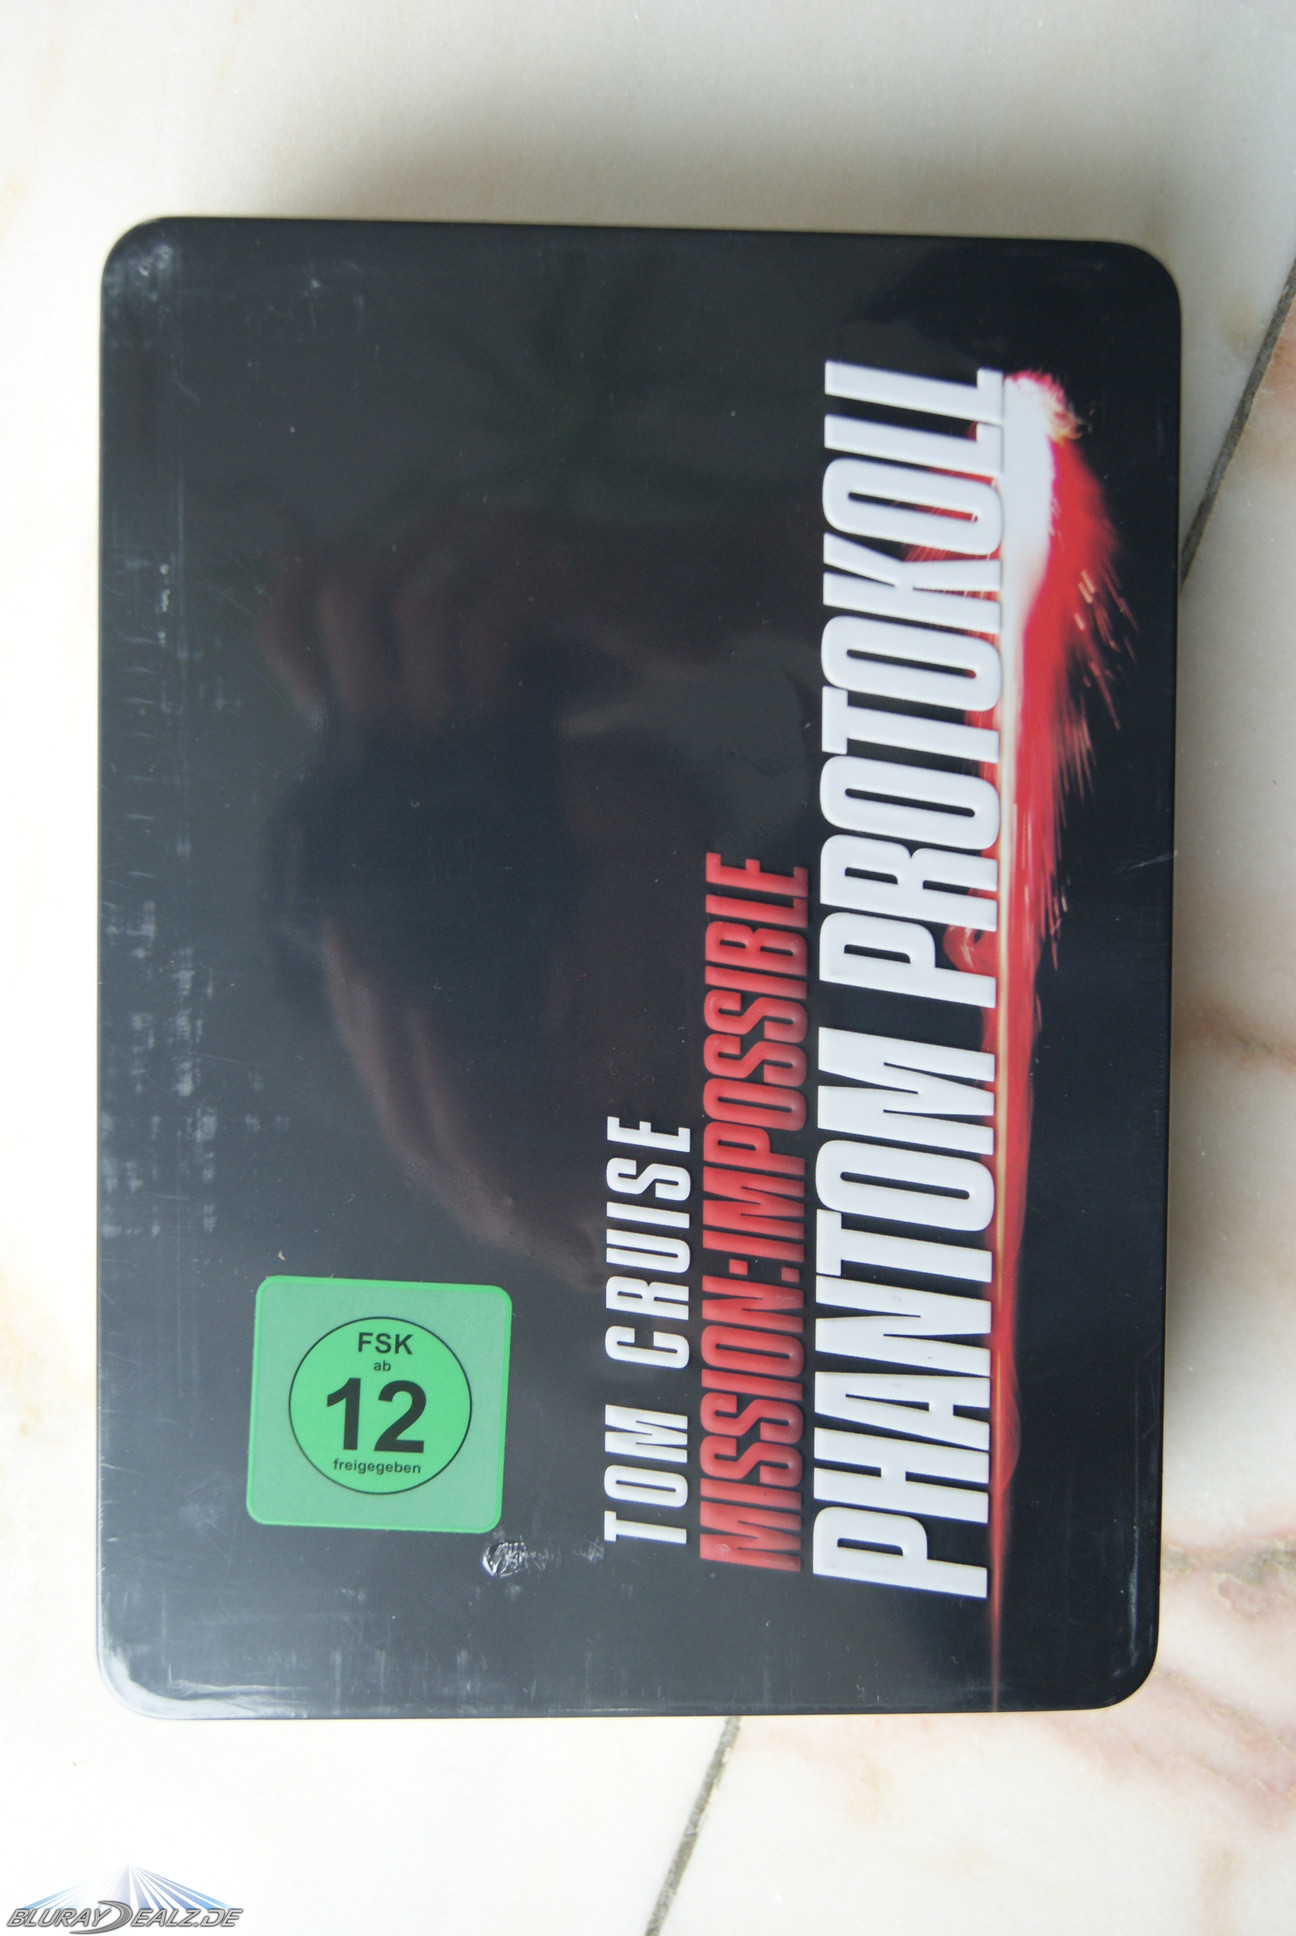 TOM CRUISE
MISSION: IMPOSSIBLE
PHANTOM PROTOKOLL
FSK
ab
12
freigegeben
BLURAYDEALZ.DE